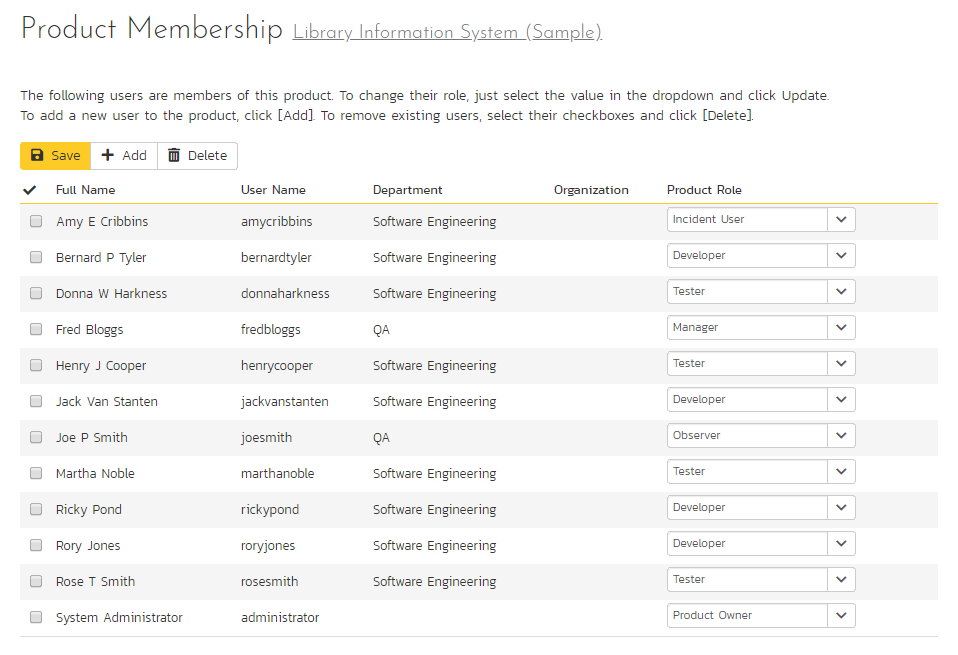 Product Membership Library Information System (Sample)
The following users are members of this product. To change their role, just select the value in the dropdown and click Update.
To add a new user to the product, click [Add]. To remove existing users, select their checkboxes and click [Delete].
Save Add Delete
Full Name User Name Department Organization Product Role
Amy E Cribbins amycribbins Software Engineering Incident User
Bernard P Tyler bernardtyler Software Engineering Developer
Donna W Harkness donnaharkness Software Engineering Tester
Fred Bloggs fredbloggs QA Manager
Henry J Cooper henrycooper Software Engineering Tester
Jack Van Stanten jackvanstanten Software Engineering Developer
Joe P Smith joesmith QA Observer
Martha Noble marthanoble Software Engineering Tester
Ricky Pond rickypond Software Engineering Developer
Rory Jones roryjones Software Engineering Developer
Rose T Smith rosesmith Software Engineering Tester
System Administrator administrator Product Owner